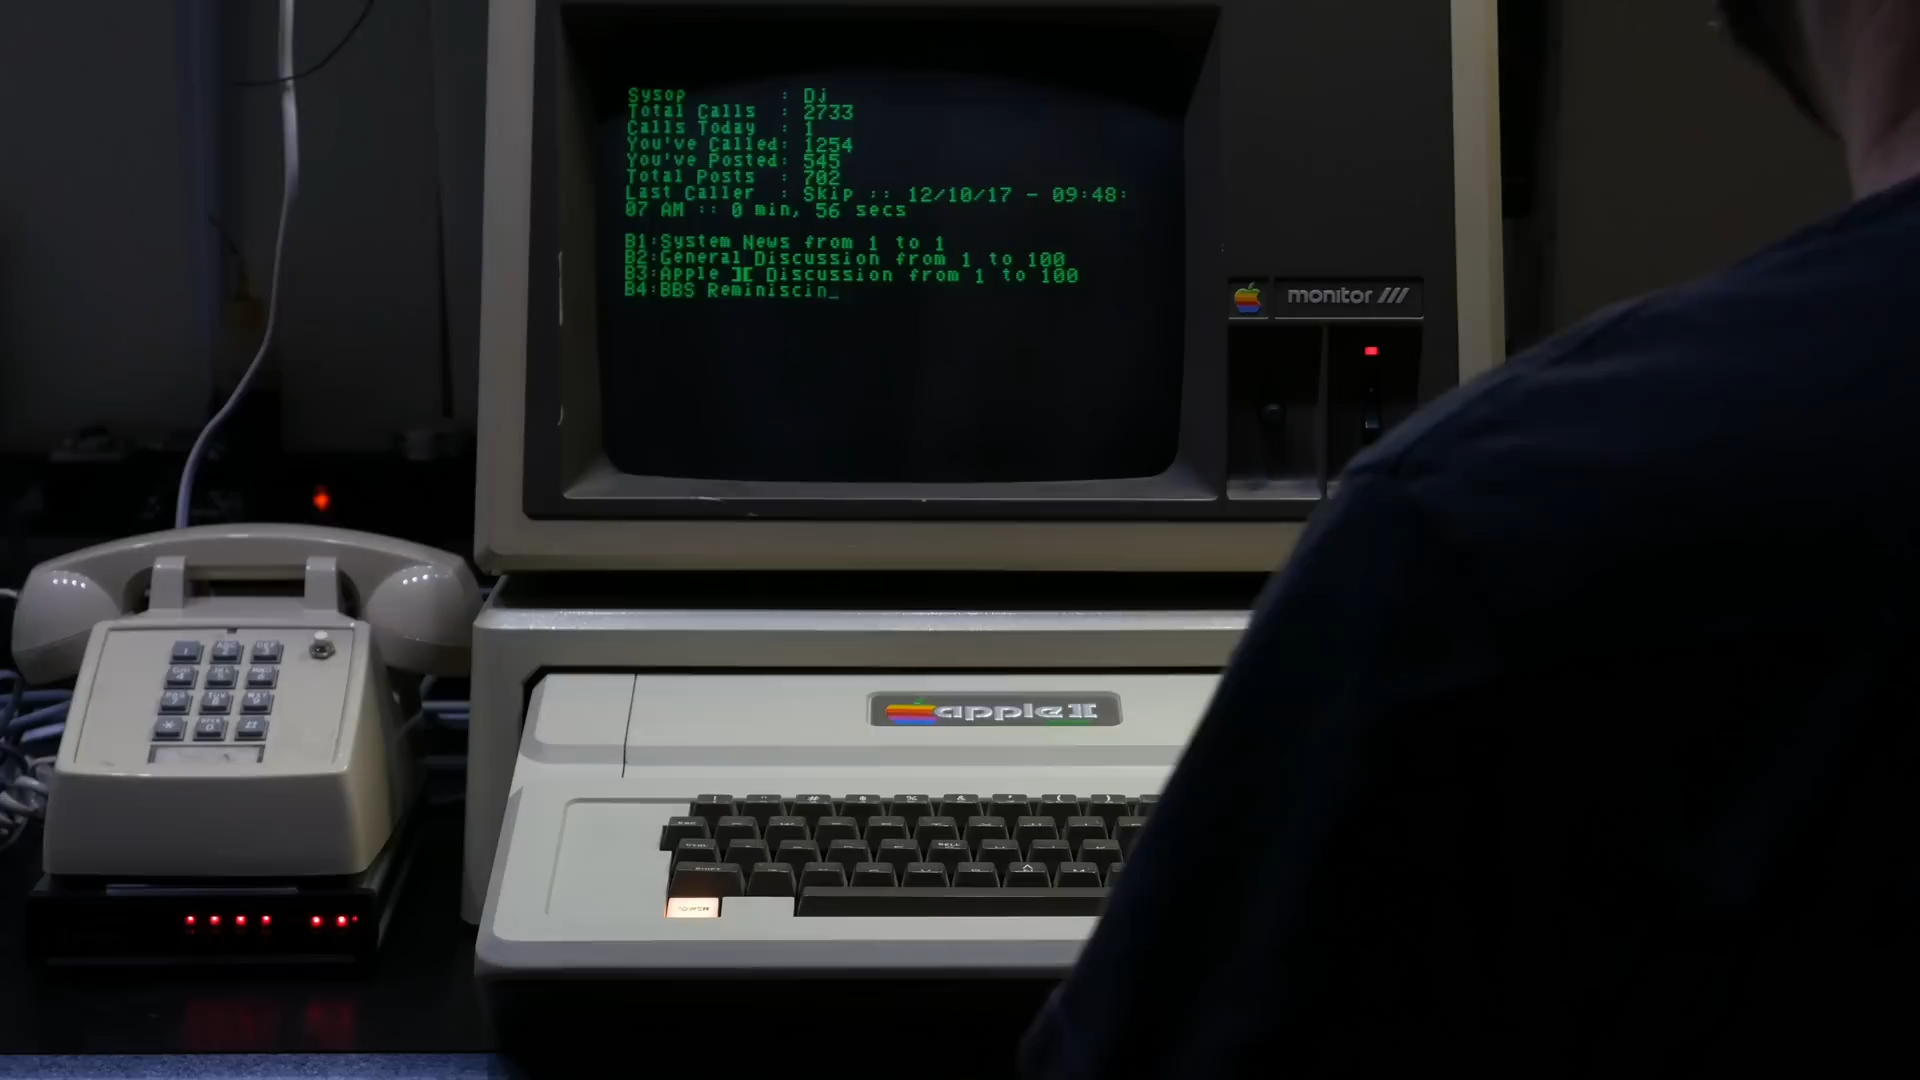 Sysop : Dj
Total Calls : 2733
Calls Today : 1
You've Called: 1254
You've Posted: 545
Total Posts : 702
Last Caller : Skip :: 12/10/17 - 09:48:
07 AM :: 0 min, 56 secs
B1:System News from 1 to 1
B2:General Discussion from 1 to 100
B3:Apple ][ Discussion from 1 to 100
B4:BBS Reminiscin_
monitor ///
apple ][
POWER